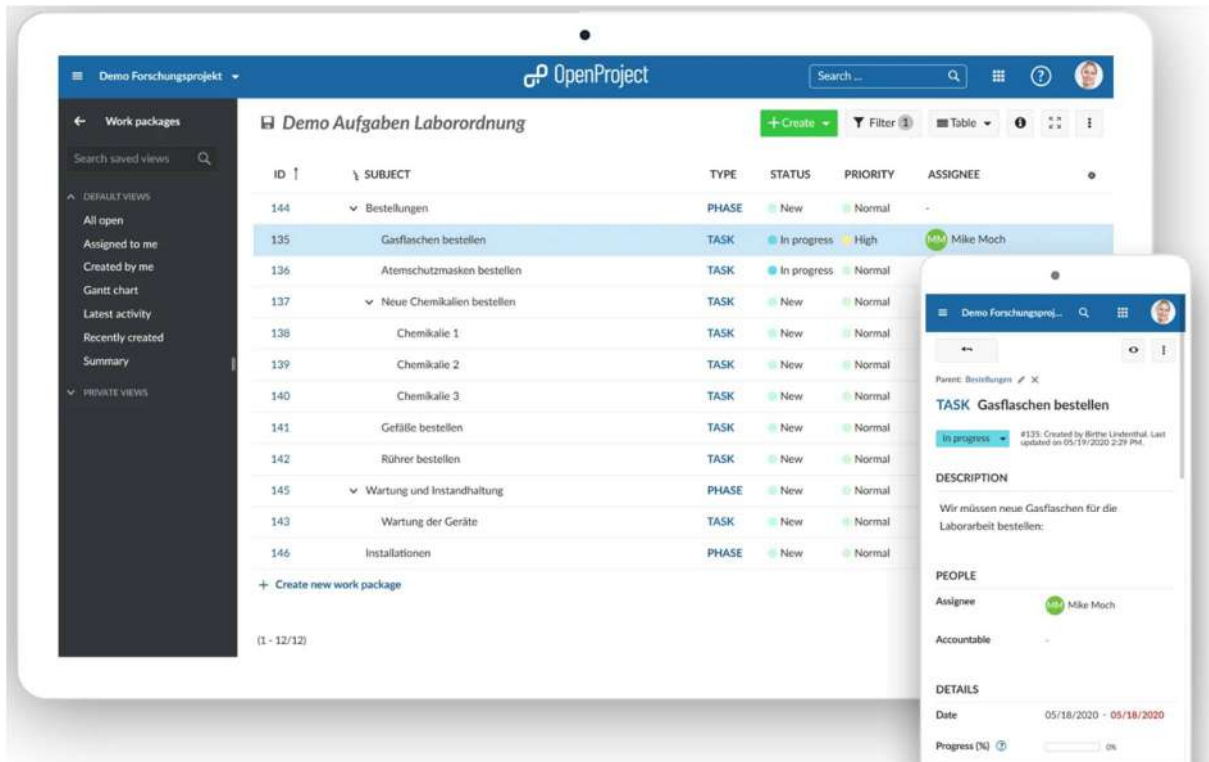 Demo Forschungsprojekt
OpenProject
Search ...
?
Work packages
Search saved views
DEFAULT VIEWS
All open
Assigned to me
Created by me
Gantt chart
Latest activity
Recently created
Summary
PRIVATE VIEWS
Demo Aufgaben Laborordnung
+ Create
Filter 1
Table
ID SUBJECT TYPE STATUS PRIORITY ASSIGNEE
144 Bestellungen PHASE New Normal -
135 Gasflaschen bestellen TASK In progress High MM Mike Moch
136 Atemschutzmasken bestellen TASK In progress Normal
137 Neue Chemikalien bestellen TASK New Normal
138 Chemikalie 1 TASK New Normal
139 Chemikalie 2 TASK New Normal
140 Chemikalie 3 TASK New Normal
141 Gefäße bestellen TASK New Normal
142 Rührer bestellen TASK New Normal
145 Wartung und Instandhaltung PHASE New Normal
143 Wartung der Geräte TASK New Normal
146 Installationen PHASE New Normal
+ Create new work package
(1 - 12/12)
Demo Forschungsproj...
Parent: Bestellungen
TASK Gasflaschen bestellen
In progress
#135: Created by Birthe Lindenthal. Last
updated on 05/19/2020 2:29 PM.
DESCRIPTION
Wir müssen neue Gasflaschen für die
Laborarbeit bestellen:
PEOPLE
Assignee MM Mike Moch
Accountable -
DETAILS
Date 05/18/2020 - 05/18/2020
Progress (%) ? 0%